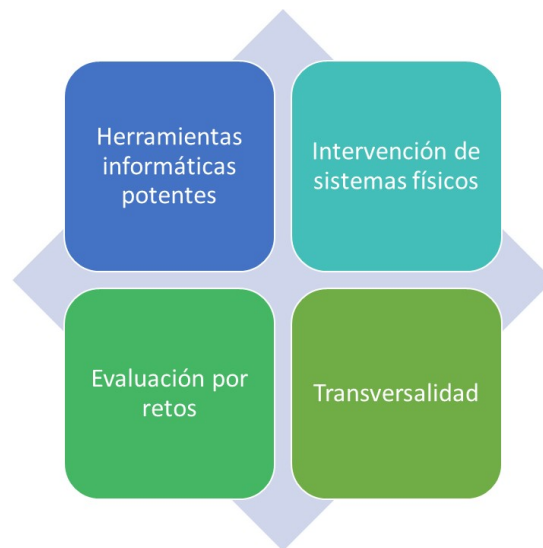 Herramientas
informáticas
potentes
Intervención de
sistemas físicos
Evaluación por
retos
Transversalidad